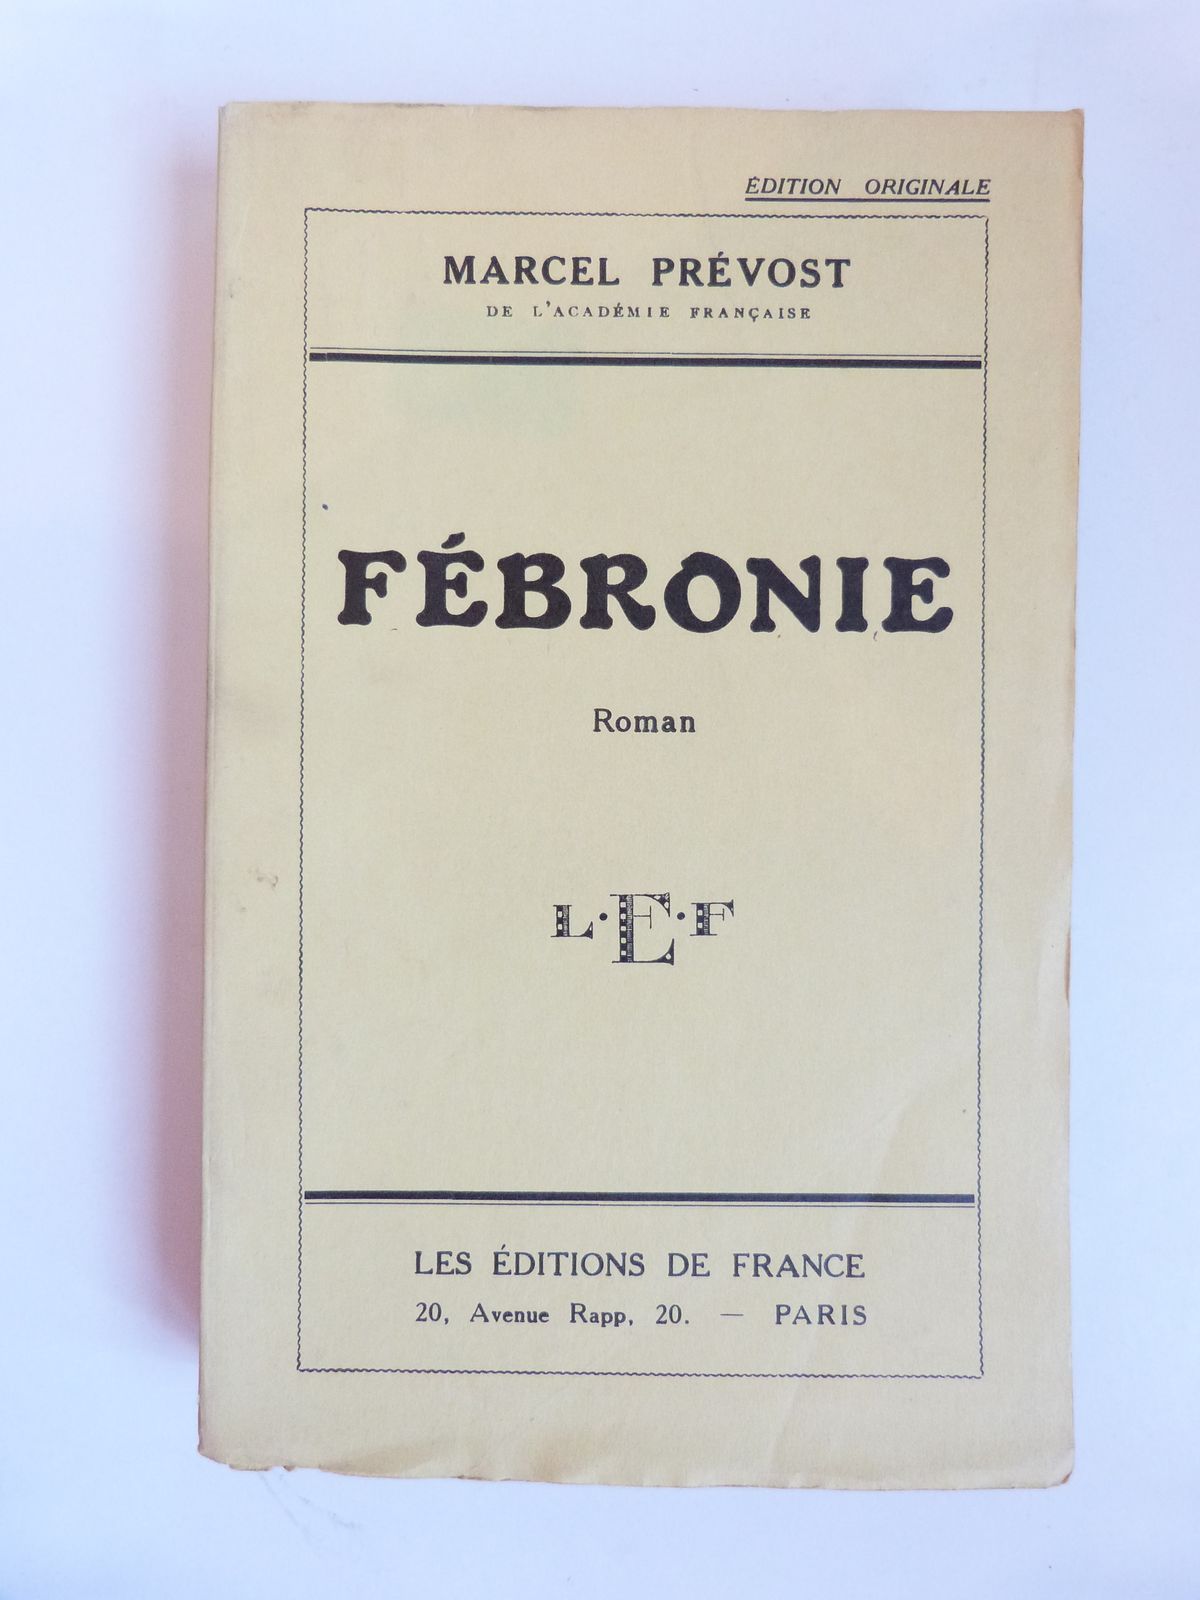 ÉDITION ORIGINALE
MARCEL PRÉVOST
DE L'ACADÉMIE FRANÇAISE
FÉBRONIE
Roman
L·E·F
LES ÉDITIONS DE FRANCE
20, Avenue Rapp, 20. — PARIS